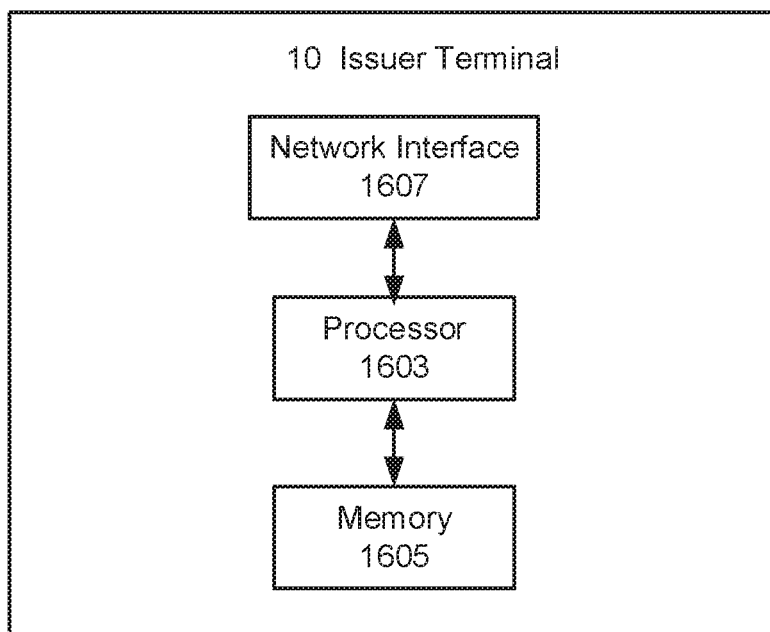 10 Issuer Terminal
Network Interface
1607
Processor
1603
Memory
1605